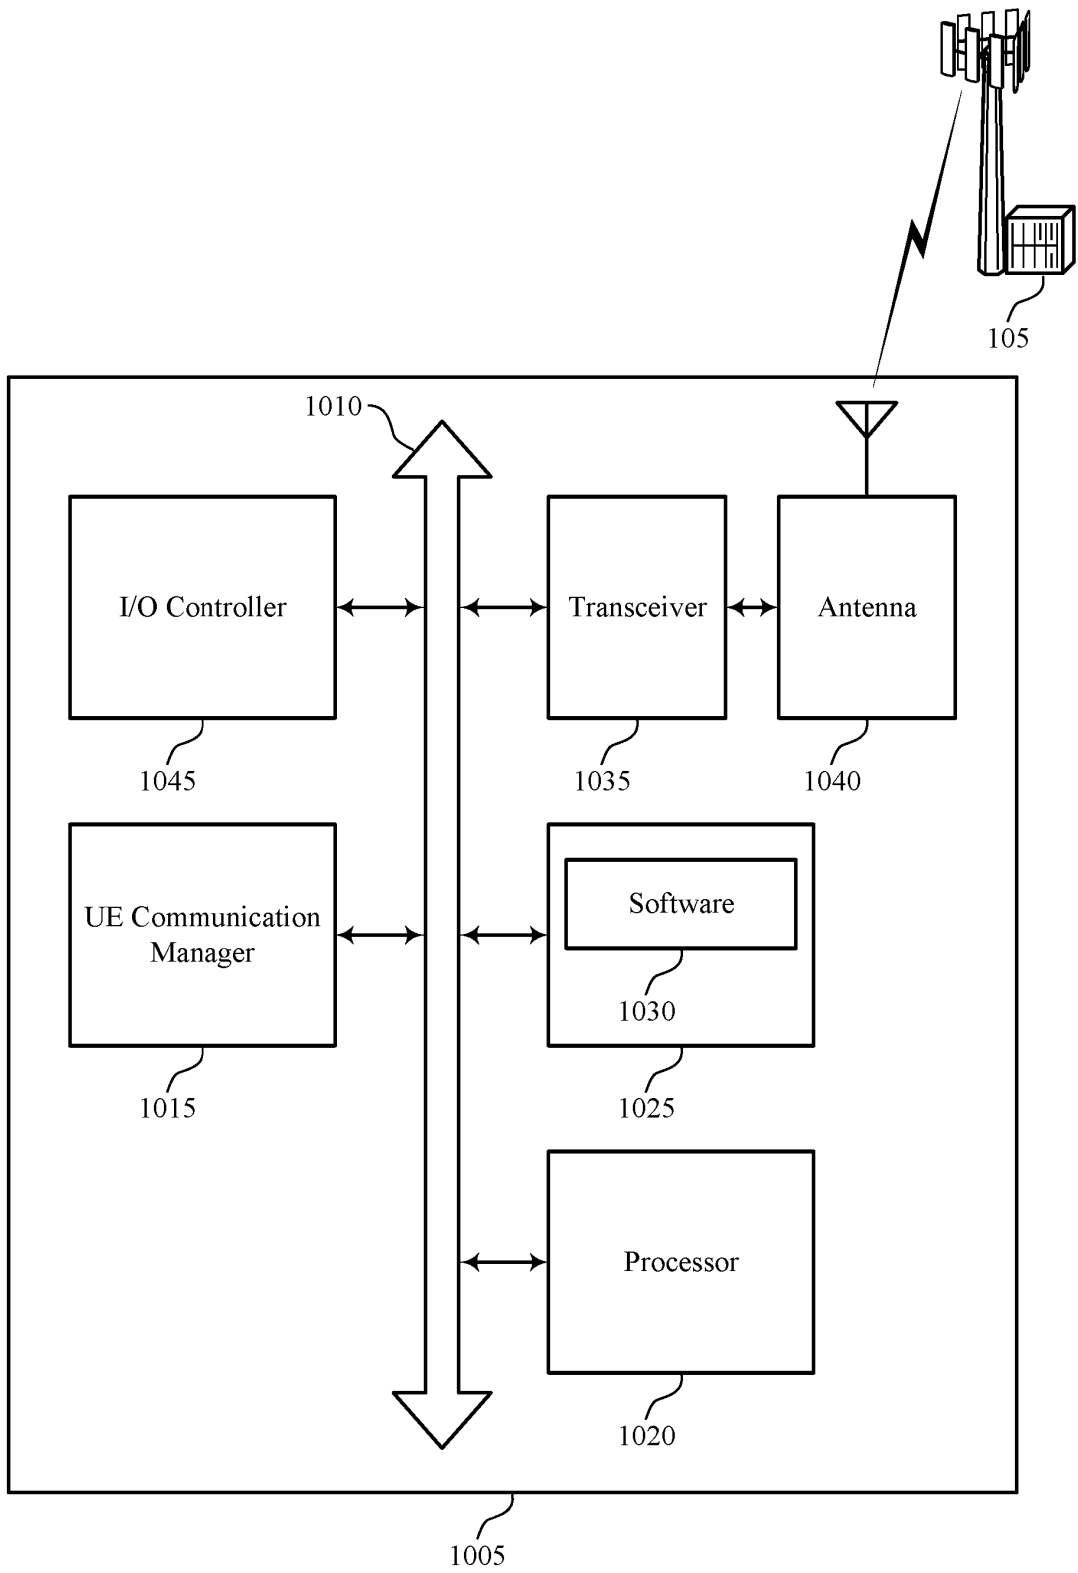 105
1010
I/O Controller
Transceiver
Antenna
1045
1035
1040
UE Communication
Manager
Software
1030
1015
1025
Processor
1020
1005